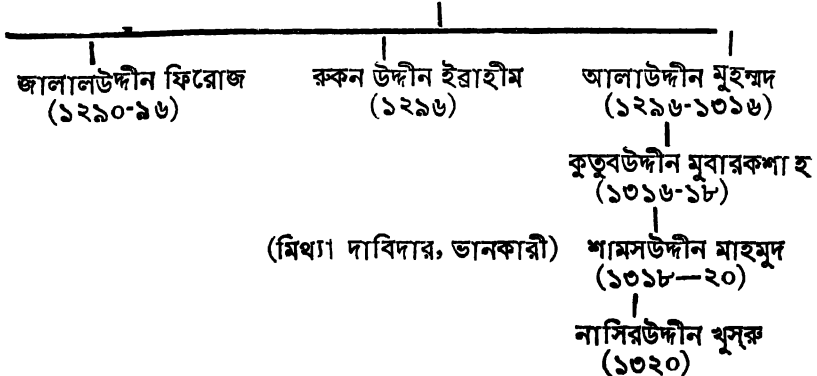 জালালউদ্দীন ফিরোজ রুকন উদ্দীন ইব্রাহীম আলাউদ্দীন মুহম্মদ
(১২৯০-৯৬) (১২৯৬) (১২৯৬-১৩১৬)
কুতুবউদ্দীন মুবারকশাহ
(১৩১৬-১৮)
(মিথ্যা দাবিদার, ভানকারী) শামসউদ্দীন মাহমুদ
(১৩১৮—২০)
নাসিরউদ্দীন খুস্রু
(১৩২০)